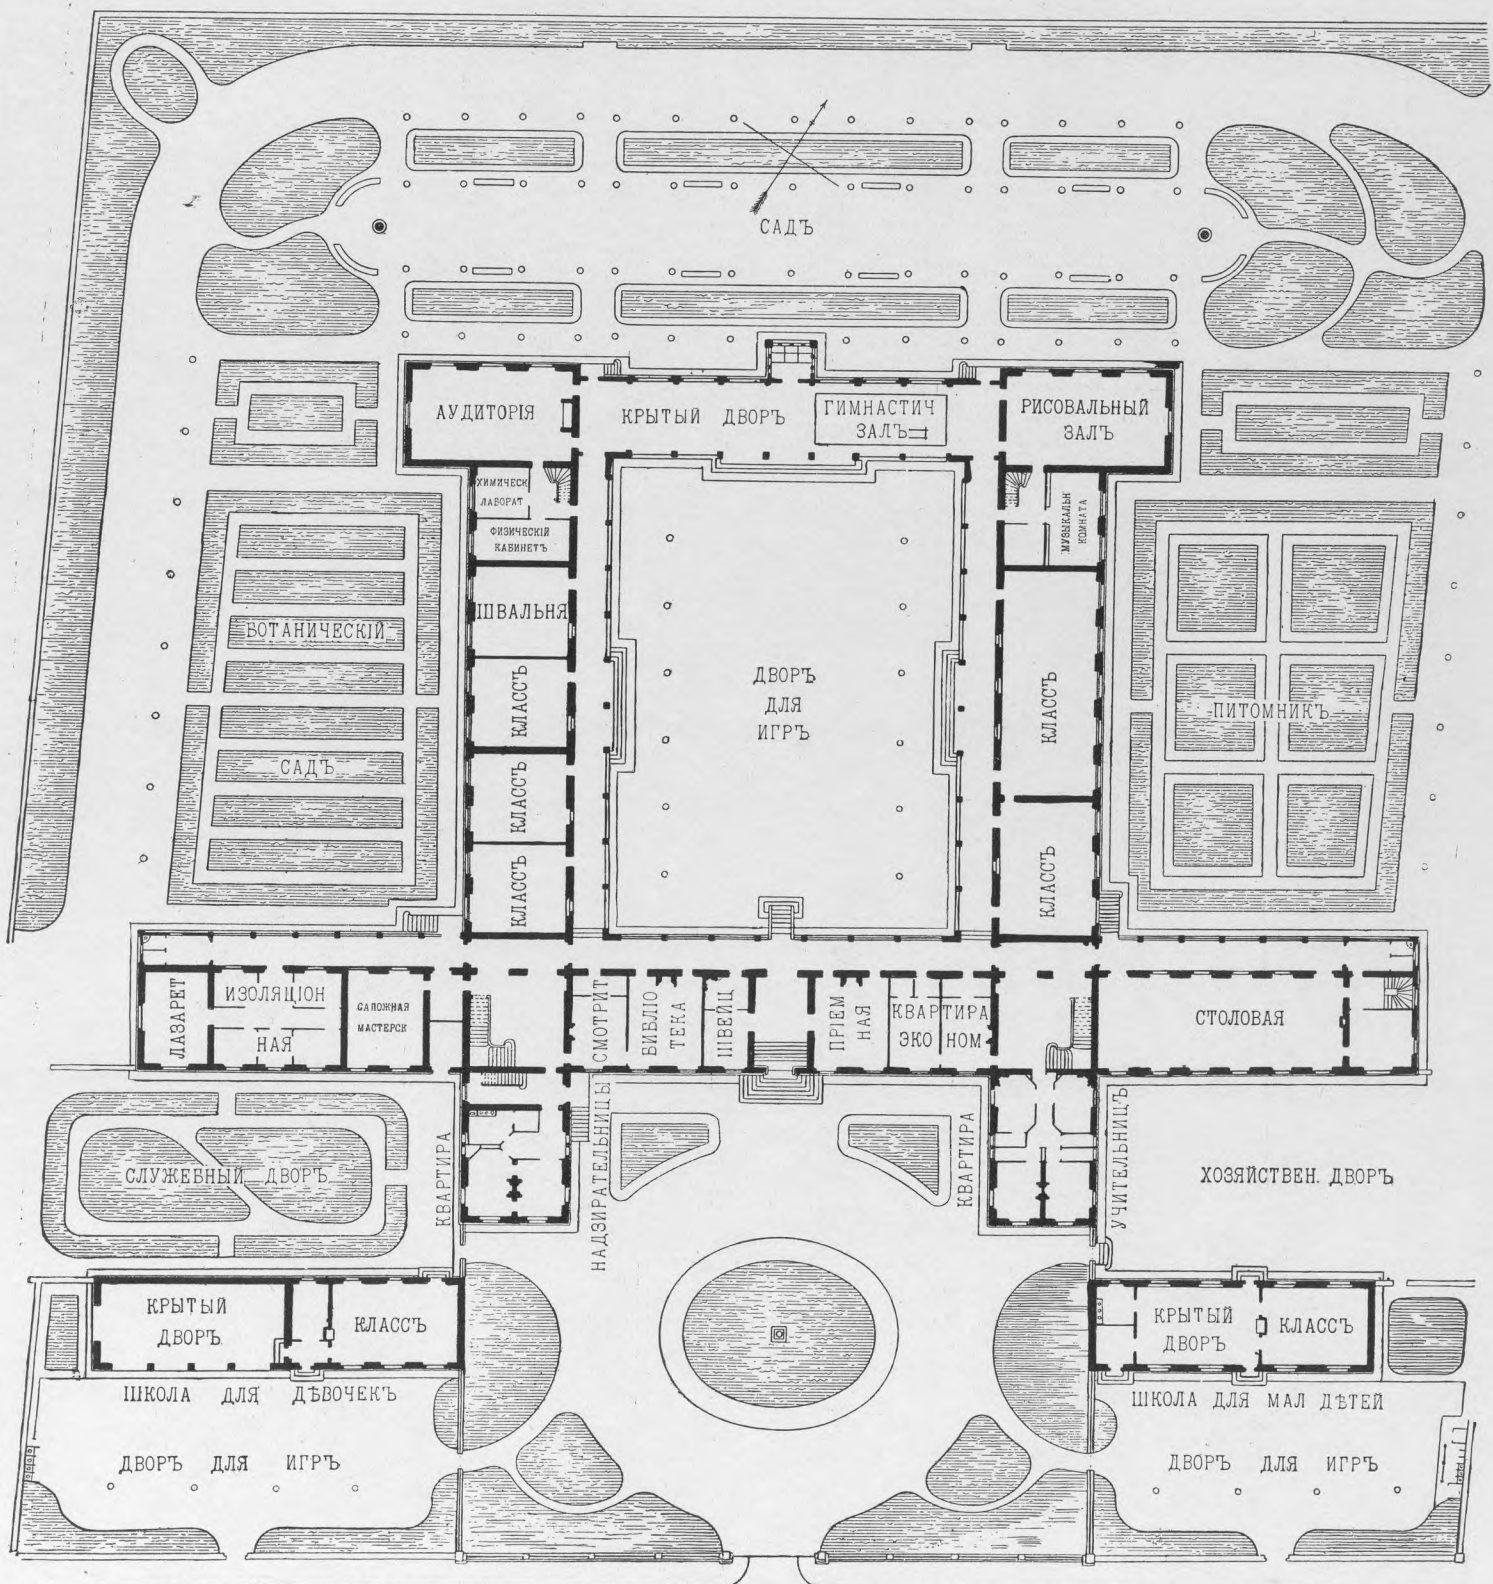 САДЪ
АУДИТОРІЯ
КРЫТЫЙ ДВОРЪ
ГИМНАСТИЧ
ЗАЛЪ
РИСОВАЛЬНЫЙ
ЗАЛЪ
ХИМИЧЕСК
ЛАБОРАТ
ФИЗИЧЕСКІЙ
КАБИНЕТЪ
МУЗЫКАЛЬН
КОМНАТА
ШВАЛЬНЯ
БОТАНИЧЕСКІЙ
САДЪ
КЛАССЪ
КЛАССЪ
КЛАССЪ
ДВОРЪ
ДЛЯ
ИГРЪ
КЛАССЪ
КЛАССЪ
ПИТОМНИКЪ
ЛАЗАРЕТ
ИЗОЛЯЦІОН
НАЯ
САПОЖНАЯ
МАСТЕРСК
СМОТРИТ
БИБЛІО
ТЕКА
ШВЕЙЦ
ПРІЕМ
НАЯ
КВАРТИРА
ЭКОНОМ
СТОЛОВАЯ
СЛУЖЕБНЫЙ ДВОРЪ
КВАРТИРА
НАДЗИРАТЕЛЬНИЦЫ
КВАРТИРА
УЧИТЕЛЬНИЦЪ
ХОЗЯЙСТВЕН. ДВОРЪ
КРЫТЫЙ
ДВОРЪ.
КЛАССЪ
КРЫТЫЙ
ДВОРЪ
КЛАССЪ
ШКОЛА ДЛЯ ДѢВОЧЕКЪ
ДВОРЪ ДЛЯ ИГРЪ
ШКОЛА ДЛЯ МАЛ ДѢТЕЙ
ДВОРЪ ДЛЯ ИГРЪ